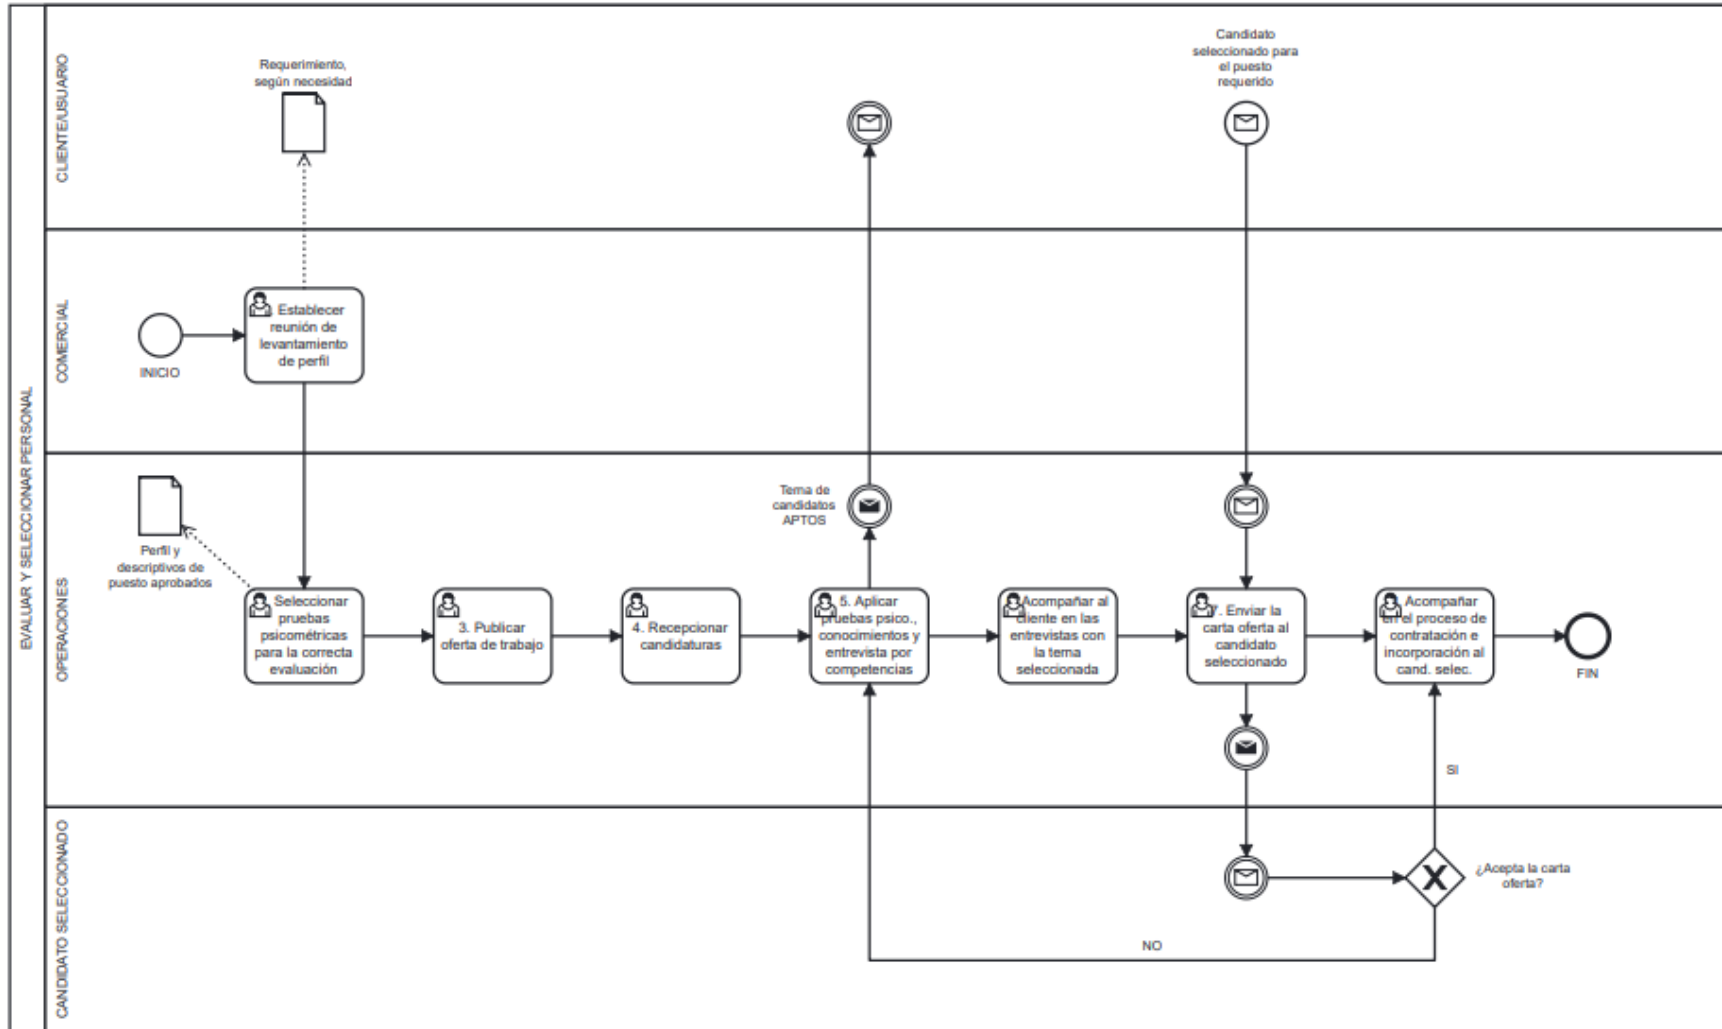 EVALUAR Y SELECCIONAR PERSONAL
CLIENTE/USUARIO
Requerimiento,
según necesidad
Candidato
seleccionado para
el puesto
requerido
COMERCIAL
INICIO
Establecer
reunión de
levantamiento
de perfil
OPERACIONES
Perfil y
descriptivos de
puesto aprobados
Seleccionar
pruebas
psicométricas
para la correcta
evaluación
3. Publicar
oferta de trabajo
4. Recepcionar
candidaturas
Terna de
candidatos
APTOS
5. Aplicar
pruebas psico.,
conocimientos y
entrevista por
competencias
Acompañar al
cliente en las
entrevistas con
la terna
seleccionada
7. Enviar la
carta oferta al
candidato
seleccionado
Acompañar
en el proceso de
contratación e
incorporación al
cand. selec.
FIN
SI
CANDIDATO SELECCIONADO
¿Acepta la carta
oferta?
NO